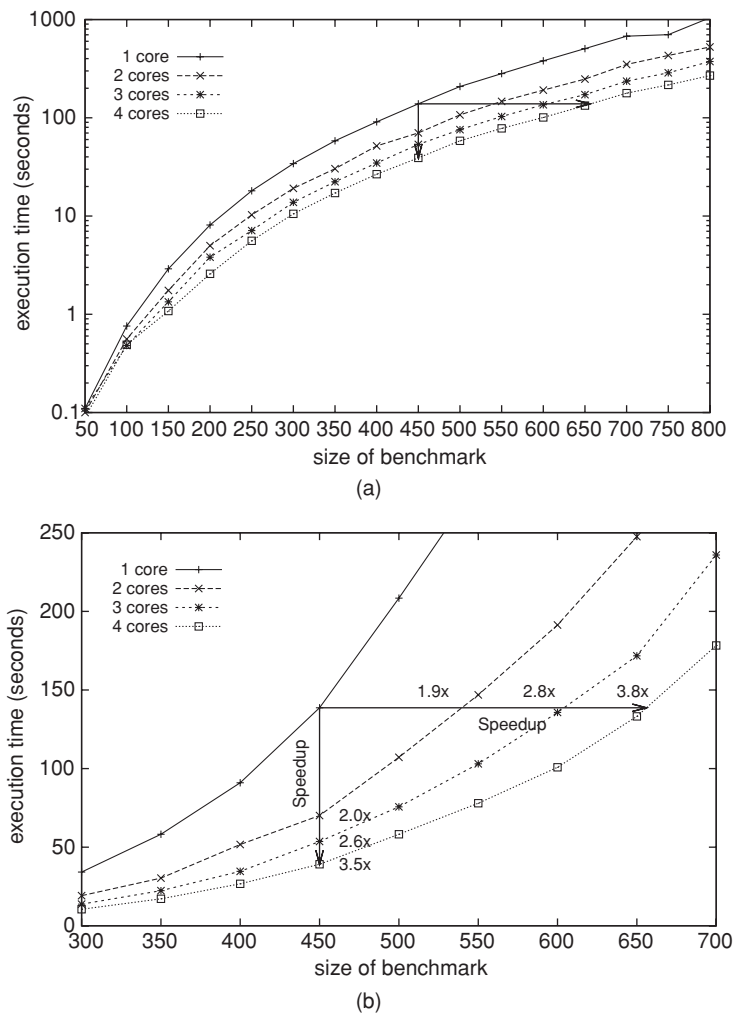 1000
100
10
1
0.1
execution time (seconds)
1 core
2 cores
3 cores
4 cores
50 100 150 200 250 300 350 400 450 500 550 600 650 700 750 800
size of benchmark
(a)
250
200
150
100
50
0
execution time (seconds)
1 core
2 cores
3 cores
4 cores
1.9x 2.8x 3.8x
Speedup
Speedup
2.0x
2.6x
3.5x
300 350 400 450 500 550 600 650 700
size of benchmark
(b)